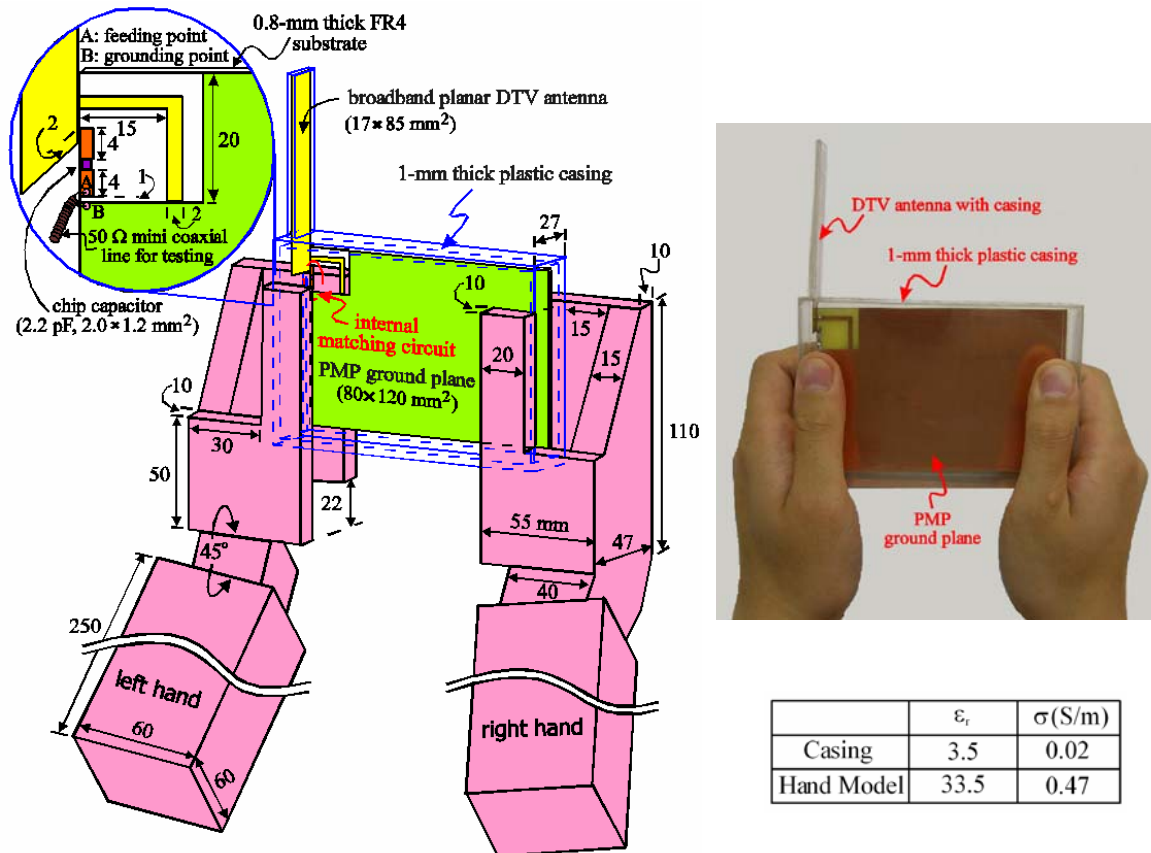 A: feeding point
B: grounding point
0.8-mm thick FR4
substrate
2
15
4
20
4
A
1
B
2
50 Ω mini coaxial
line for testing
chip capacitor
(2.2 pF, 2.0 × 1.2 mm²)
broadband planar DTV antenna
(17 × 85 mm²)
1-mm thick plastic casing
27
10
10
15
15
20
internal
matching circuit
PMP ground plane
(80 × 120 mm²)
10
30
50
22
110
55 mm
47
45°
40
250
left hand
60
60
right hand
DTV antenna with casing
1-mm thick plastic casing
PMP
ground plane
εr σ(S/m)
Casing 3.5 0.02
Hand Model 33.5 0.47